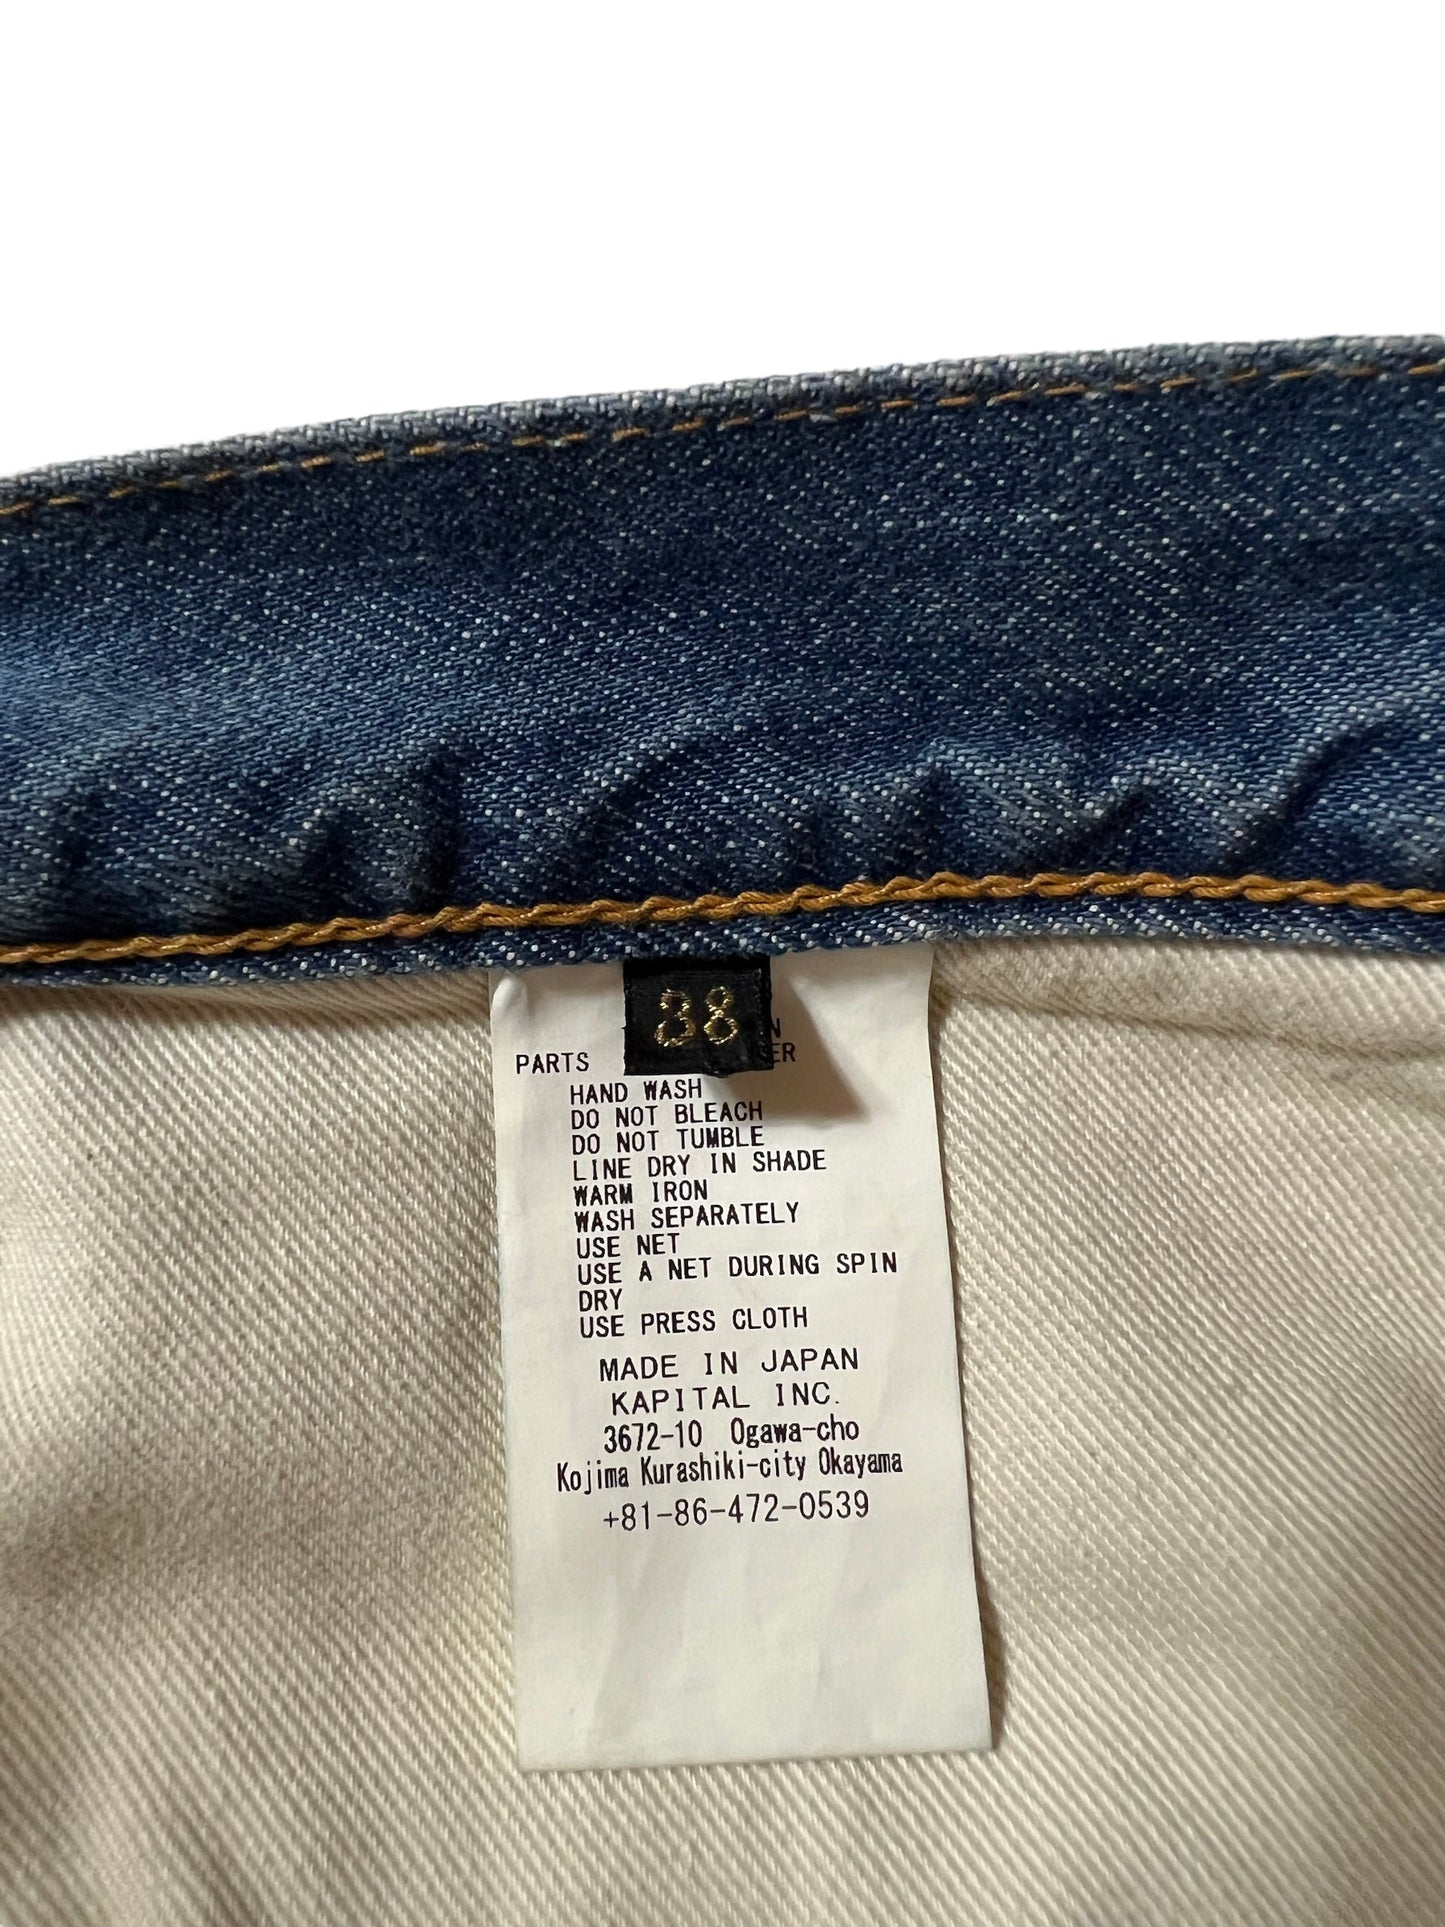 38
PARTS
HAND WASH
DO NOT BLEACH
DO NOT TUMBLE
LINE DRY IN SHADE
WARM IRON
WASH SEPARATELY
USE NET
USE A NET DURING SPIN
DRY
USE PRESS CLOTH
MADE IN JAPAN
KAPITAL INC.
3672-10 Ogawa-cho
Kojima Kurashiki-city Okayama
+81-86-472-0539